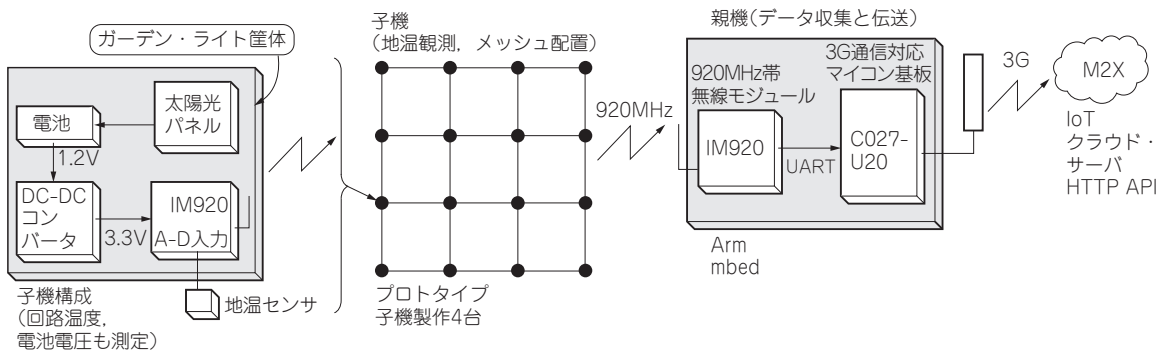 ガーデン・ライト筐体
太陽光
パネル
電池
1.2V
DC-DC
コン
バータ
3.3V
IM920
A-D入力
地温センサ
子機構成
(回路温度,
電池電圧も測定)
子機
(地温観測，メッシュ配置)
プロトタイプ
子機製作4台
920MHz
親機(データ収集と伝送)
920MHz帯
無線モジュール
IM920
UART
3G通信対応
マイコン基板
C027-
U20
Arm
mbed
3G
M2X
IoT
クラウド・
サーバ
HTTP API